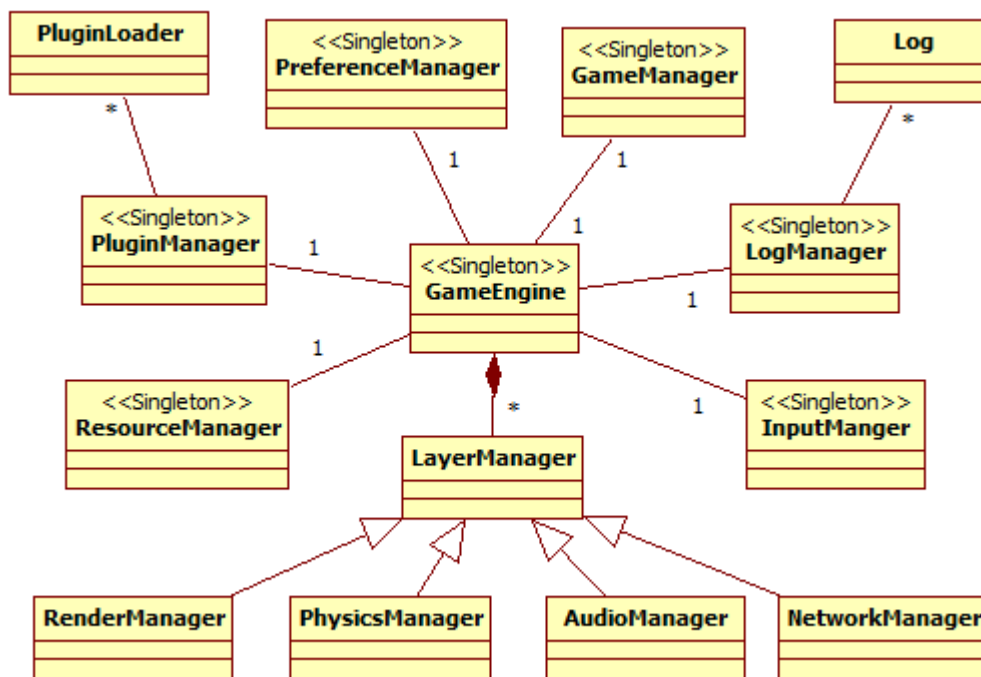 PluginLoader
<<Singleton>>
PreferenceManager
<<Singleton>>
GameManager
Log
*
1
1
*
<<Singleton>>
PluginManager
1
<<Singleton>>
GameEngine
1
<<Singleton>>
LogManager
1
1
<<Singleton>>
ResourceManager
*
1
<<Singleton>>
InputManger
LayerManager
RenderManager
PhysicsManager
AudioManager
NetworkManager